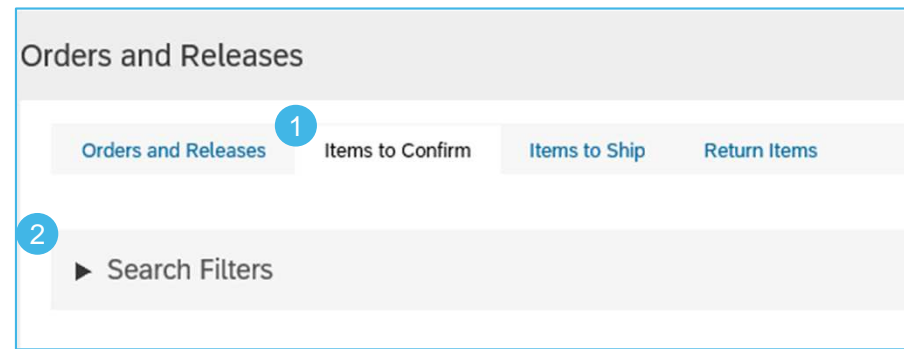 Orders and Releases
1
Orders and Releases Items to Confirm Items to Ship Return Items
2
Search Filters